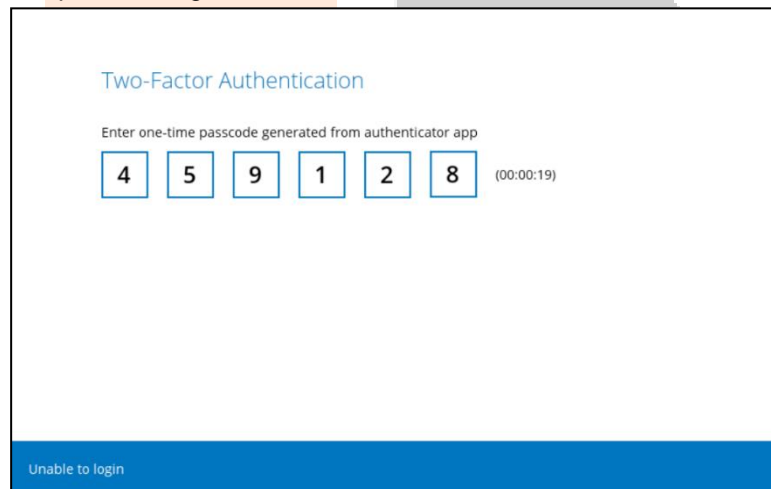 Two-Factor Authentication
Enter one-time passcode generated from authenticator app
4 5 9 1 2 8 (00:00:19)
Unable to login